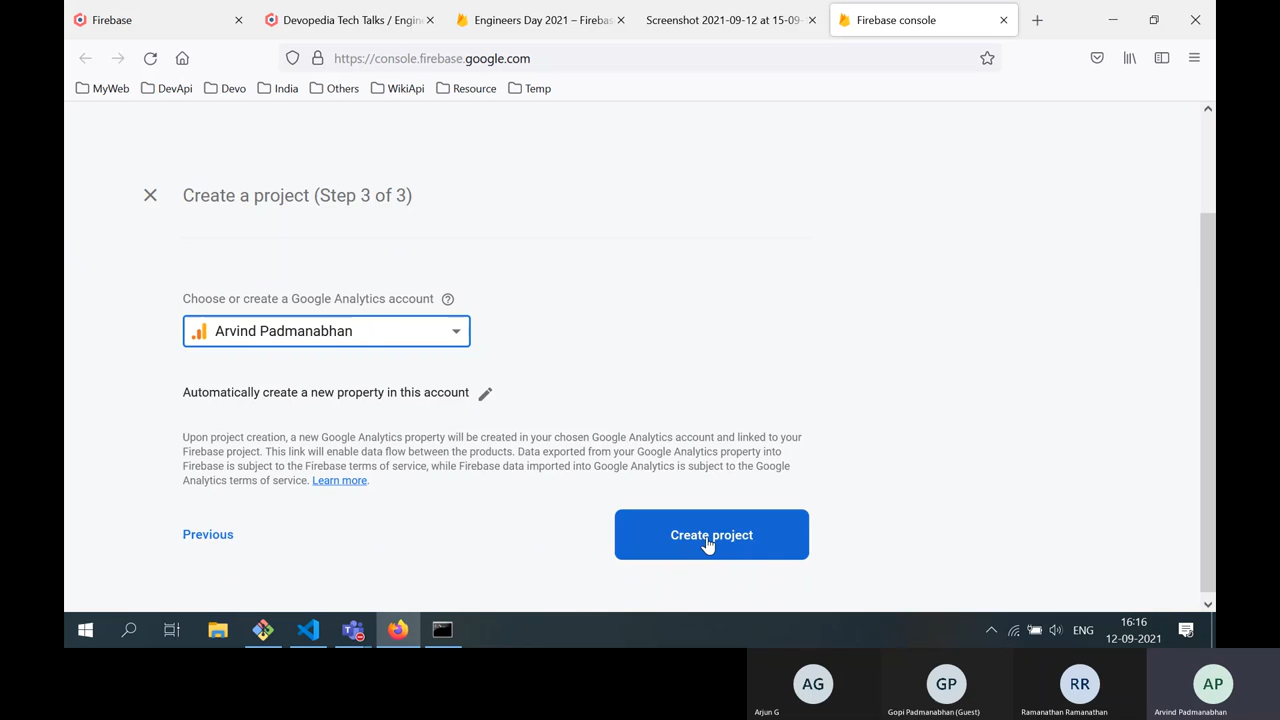 Firebase
Devopedia Tech Talks / Engine
Engineers Day 2021 – Firebas
Screenshot 2021-09-12 at 15-09-
Firebase console
https://console.firebase.google.com
MyWeb
DevApi
Devo
India
Others
WikiApi
Resource
Temp
Create a project (Step 3 of 3)
Choose or create a Google Analytics account
Arvind Padmanabhan
Automatically create a new property in this account
Upon project creation, a new Google Analytics property will be created in your chosen Google Analytics account and linked to your
Firebase project. This link will enable data flow between the products. Data exported from your Google Analytics property into
Firebase is subject to the Firebase terms of service, while Firebase data imported into Google Analytics is subject to the Google
Analytics terms of service. Learn more.
Previous
Create project
ENG
16:16
12-09-2021
AG
GP
RR
AP
Arjun G
Gopi Padmanabhan (Guest)
Ramanathan Ramanathan
Arvind Padmanabhan